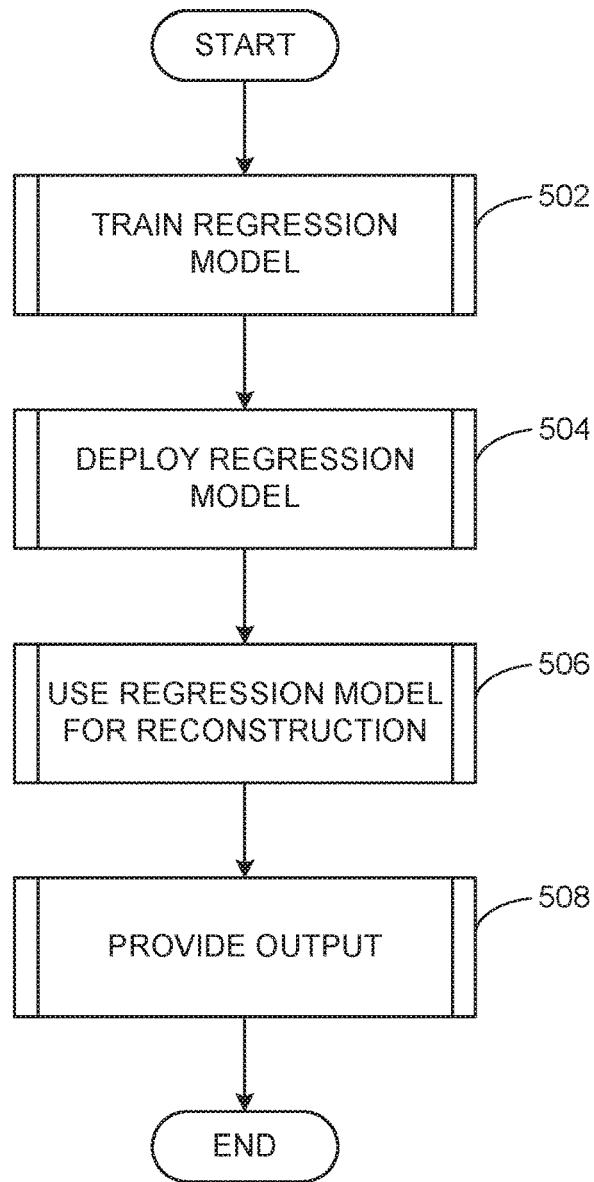 START
TRAIN REGRESSION
MODEL
502
DEPLOY REGRESSION
MODEL
504
USE REGRESSION MODEL
FOR RECONSTRUCTION
506
PROVIDE OUTPUT
508
END